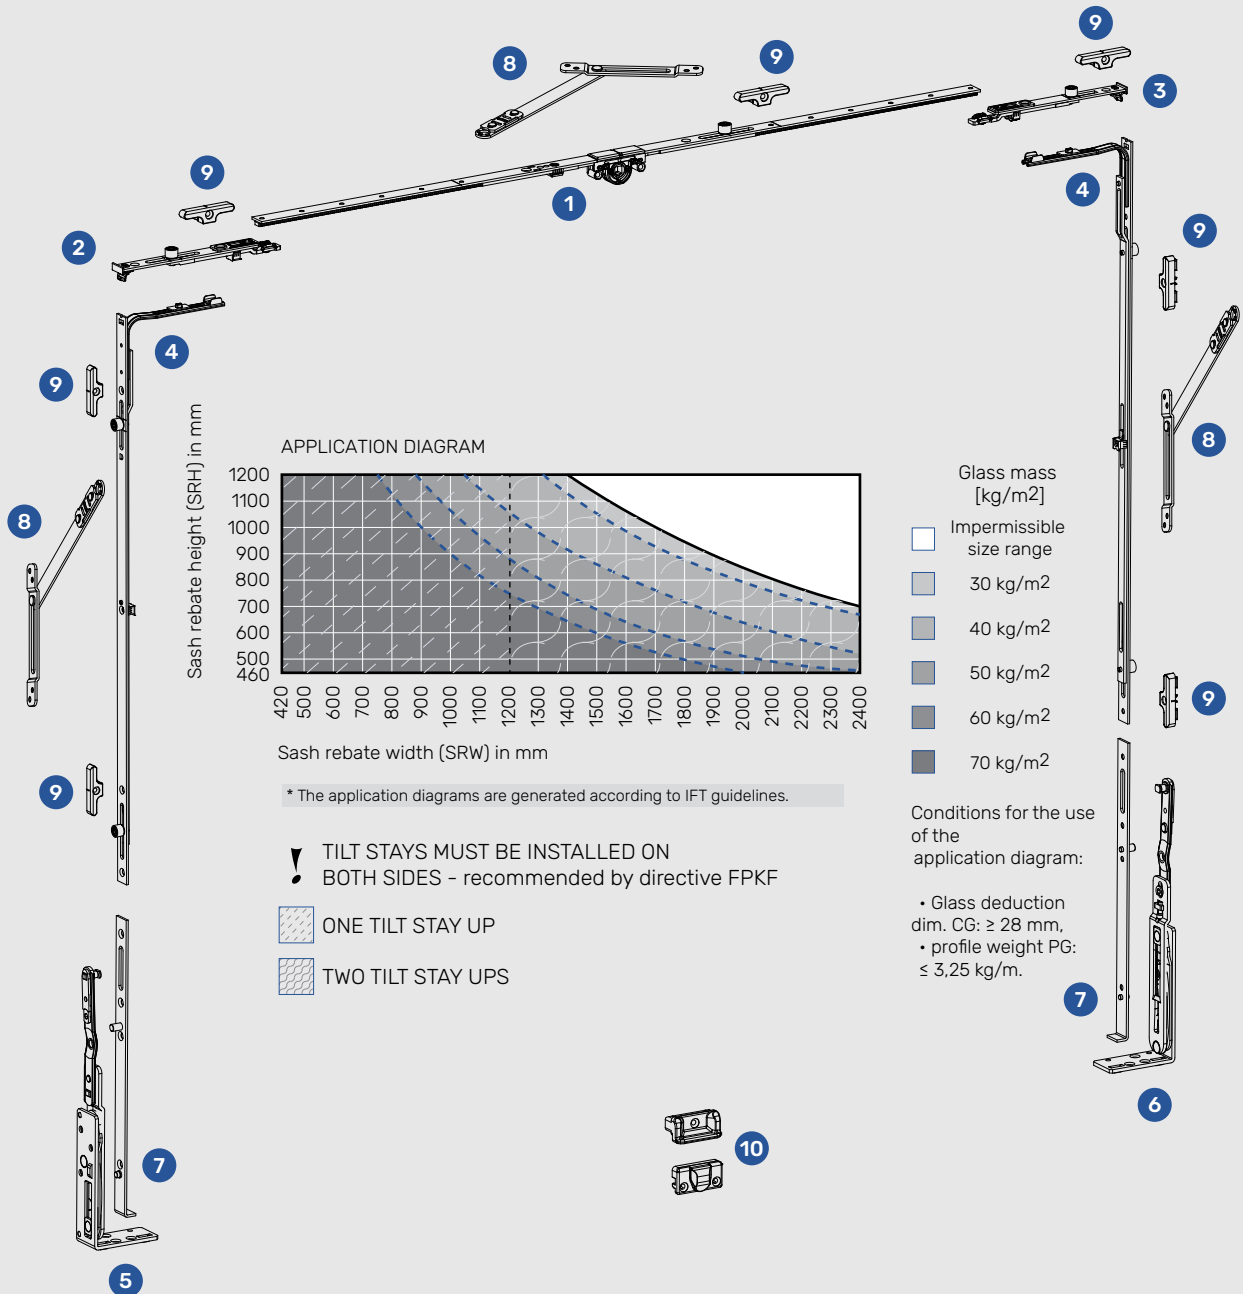 9
8
9
3
9
1
4
2
9
4
9
8
8
9
9
APPLICATION DIAGRAM
Sash rebate height (SRH) in mm
1200
1100
1000
900
800
700
600
500
460
420 500 600 700 800 900 1000 1100 1200 1300 1400 1500 1600 1700 1800 1900 2000 2100 2200 2300 2400
Sash rebate width (SRW) in mm
* The application diagrams are generated according to IFT guidelines.
Glass mass
[kg/m2]
Impermissible
size range
30 kg/m2
40 kg/m2
50 kg/m2
60 kg/m2
70 kg/m2
Conditions for the use
of the
application diagram:
• Glass deduction
dim. CG: ≥ 28 mm,
• profile weight PG:
≤ 3,25 kg/m.
! TILT STAYS MUST BE INSTALLED ON
BOTH SIDES - recommended by directive FPKF
ONE TILT STAY UP
TWO TILT STAY UPS
7
6
10
7
5